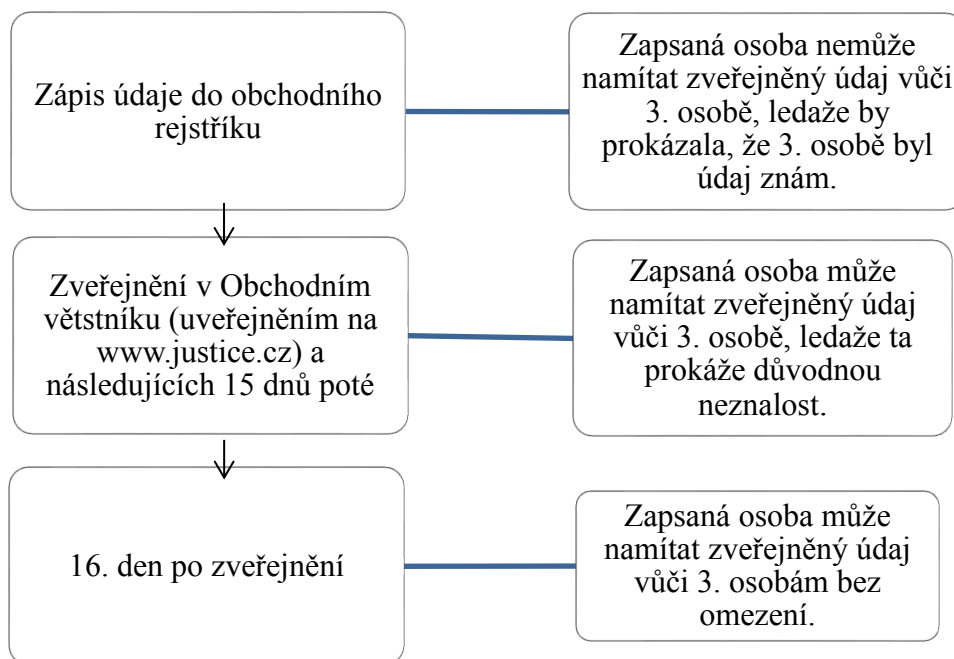 Zápis údaje do obchodního
rejstříku
Zapsaná osoba nemůže
namítat zveřejněný údaj vůči
3. osobě, ledaže by
prokázala, že 3. osobě byl
údaj znám.
Zveřejnění v Obchodním
větstníku (uveřejněním na
www.justice.cz) a
následujících 15 dnů poté
Zapsaná osoba může
namítat zveřejněný údaj
vůči 3. osobě, ledaže ta
prokáže důvodnou
neznalost.
16. den po zveřejnění
Zapsaná osoba může
namítat zveřejněný údaj
vůči 3. osobám bez
omezení.